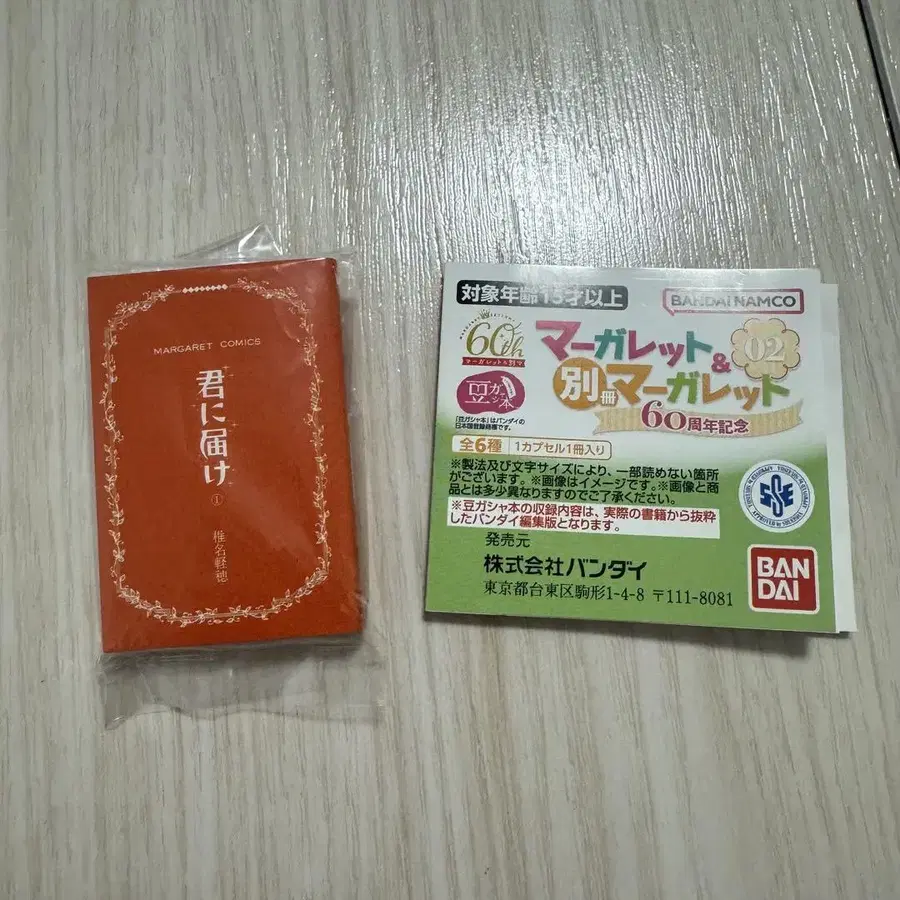 MARGARET COMICS
君に届け
①
椎名軽穂
対象年齢15才以上
BANDAI NAMCO
60th
マーガレット&別マ
マーガレット&
02
別冊マーガレット
60周年記念
豆ガシャ本
「豆ガシャ本」はバンダイの
日本国登録商標です。
全6種 1カプセル1冊入り
※製法及び文字サイズにより、一部読めない箇所
がございます。※画像はイメージです。※画像と商
品とは多少異なりますのでご了承ください。
※豆ガシャ本の収録内容は、実際の書籍から抜粋
したバンダイ編集版となります。
発売元
株式会社バンダイ
東京都台東区駒形1-4-8 〒111-8081
BAN
DAI